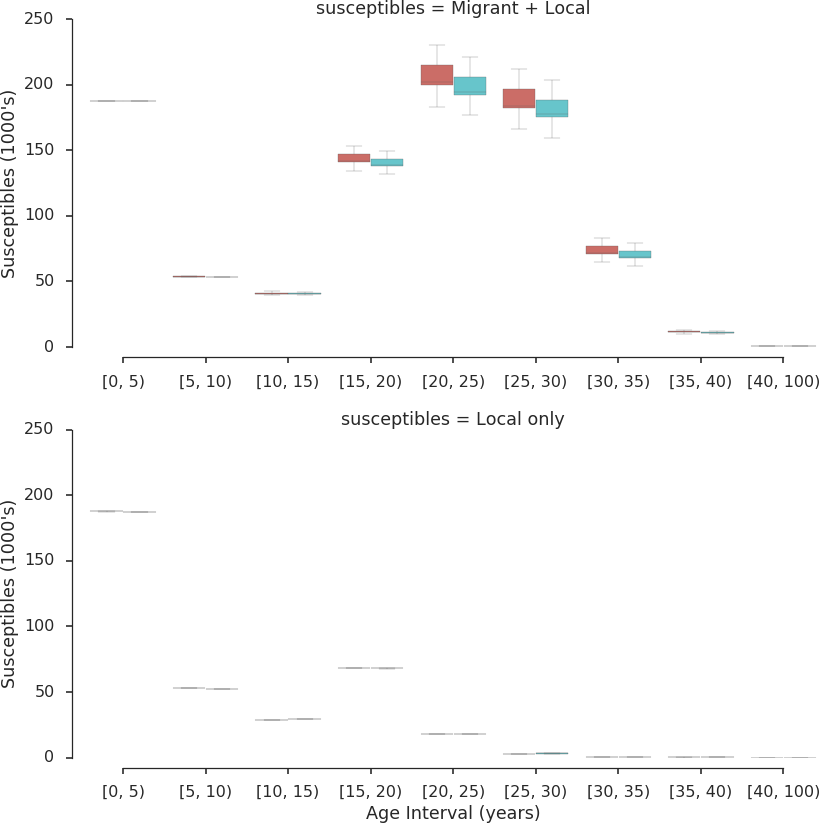 susceptibles = Migrant + Local
Susceptibles (1000's)
250
200
150
100
50
0
[0, 5) [5, 10) [10, 15) [15, 20) [20, 25) [25, 30) [30, 35) [35, 40) [40, 100)
susceptibles = Local only
Susceptibles (1000's)
250
200
150
100
50
0
[0, 5) [5, 10) [10, 15) [15, 20) [20, 25) [25, 30) [30, 35) [35, 40) [40, 100)
Age Interval (years)